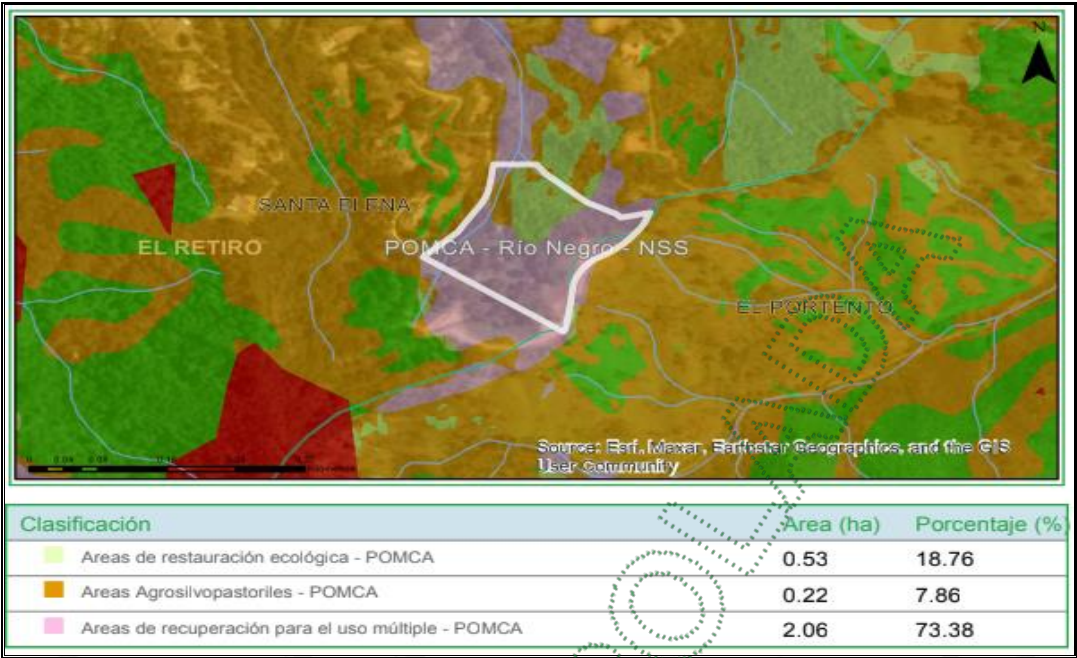 N
SANTA ELENA
EL RETIRO
POMCA - Río Negro - NSS
EL PORTENTO
Source: Esri, Maxar, Earthstar Geographics, and the GIS
User Community
Clasificación Area (ha) Porcentaje (%)
Areas de restauración ecológica - POMCA 0.53 18.76
Areas Agrosilvopastoriles - POMCA 0.22 7.86
Areas de recuperación para el uso múltiple - POMCA 2.06 73.38